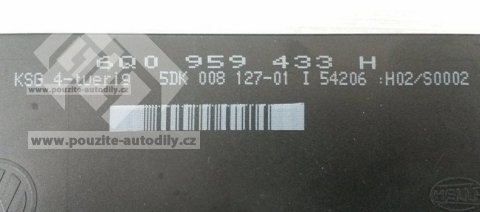 6Q0 959 433 H
KSG 4-tuerig 5DK 008 127-01 I 54206 :H02/S0002
www.pouzite-autodily.cz
www.pouzite-autodily.cz
HELLA